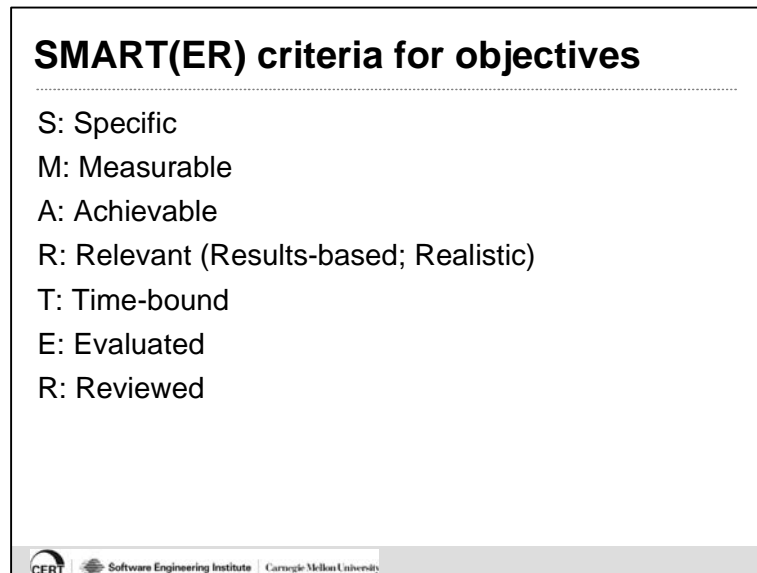 SMART(ER) criteria for objectives
S: Specific
M: Measurable
A: Achievable
R: Relevant (Results-based; Realistic)
T: Time-bound
E: Evaluated
R: Reviewed
CERT Software Engineering Institute Carnegie Mellon University